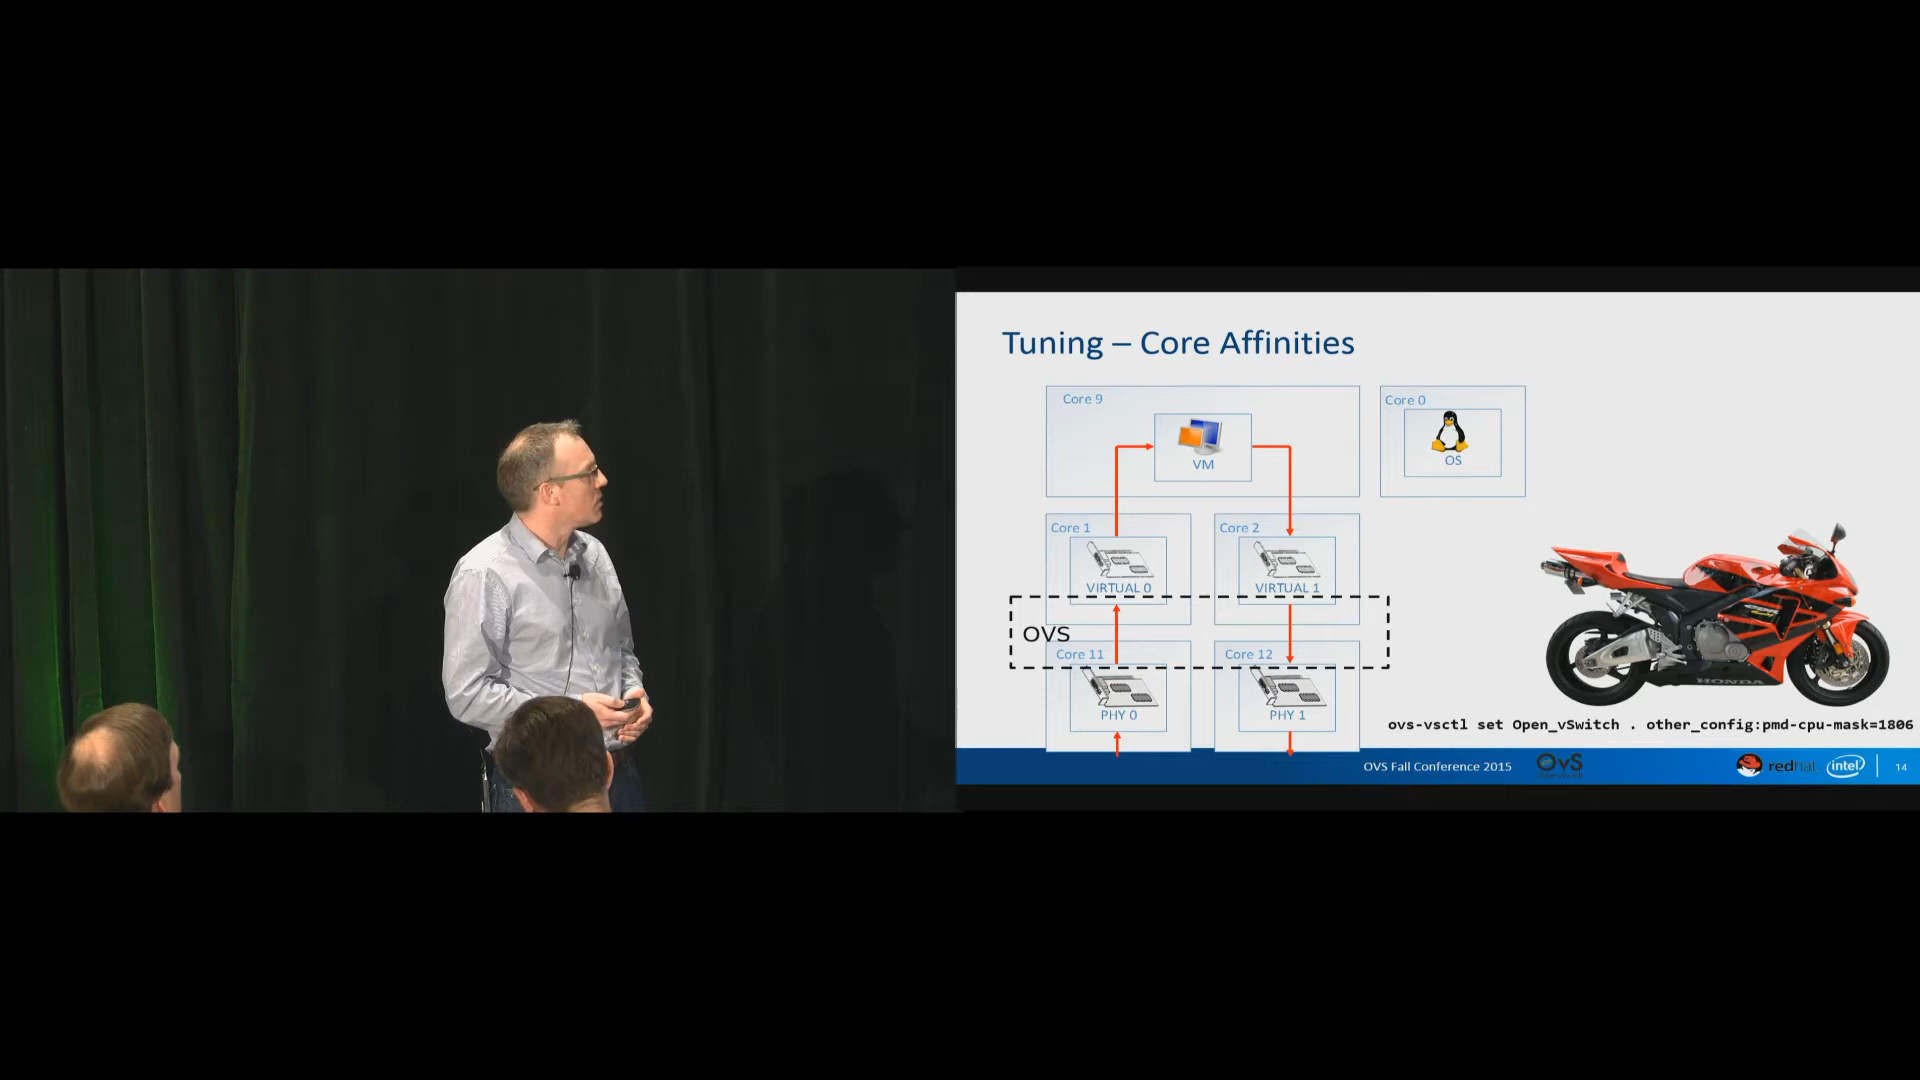 Tuning – Core Affinities
Core 9
VM
Core 0
OS
Core 1
VIRTUAL 0
Core 2
VIRTUAL 1
OVS
Core 11
PHY 0
Core 12
PHY 1
HONDA
ovs-vsctl set Open_vSwitch . other_config:pmd-cpu-mask=1806
OVS Fall Conference 2015
OvS
redhat
intel
14